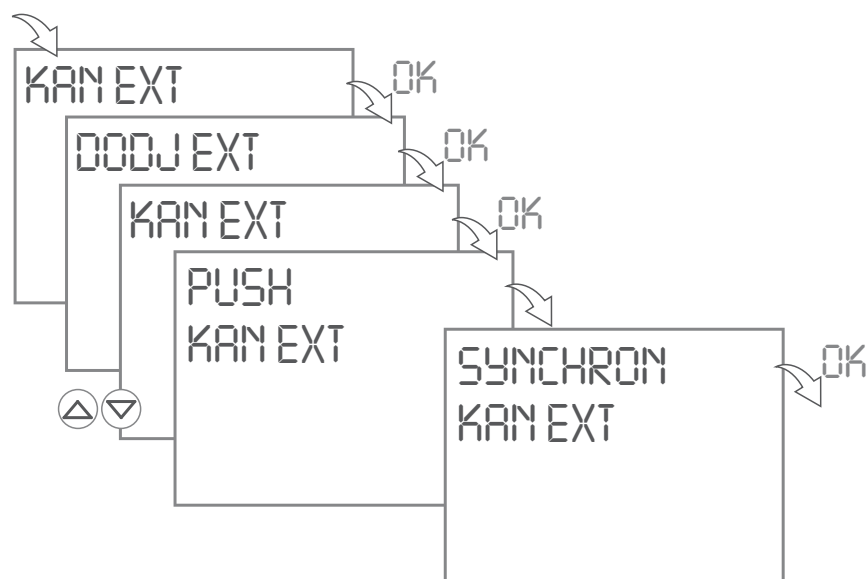 KAN EXT
OK
DODJ EXT
OK
KAN EXT
OK
PUSH
KAN EXT
SYNCHRON
KAN EXT
OK